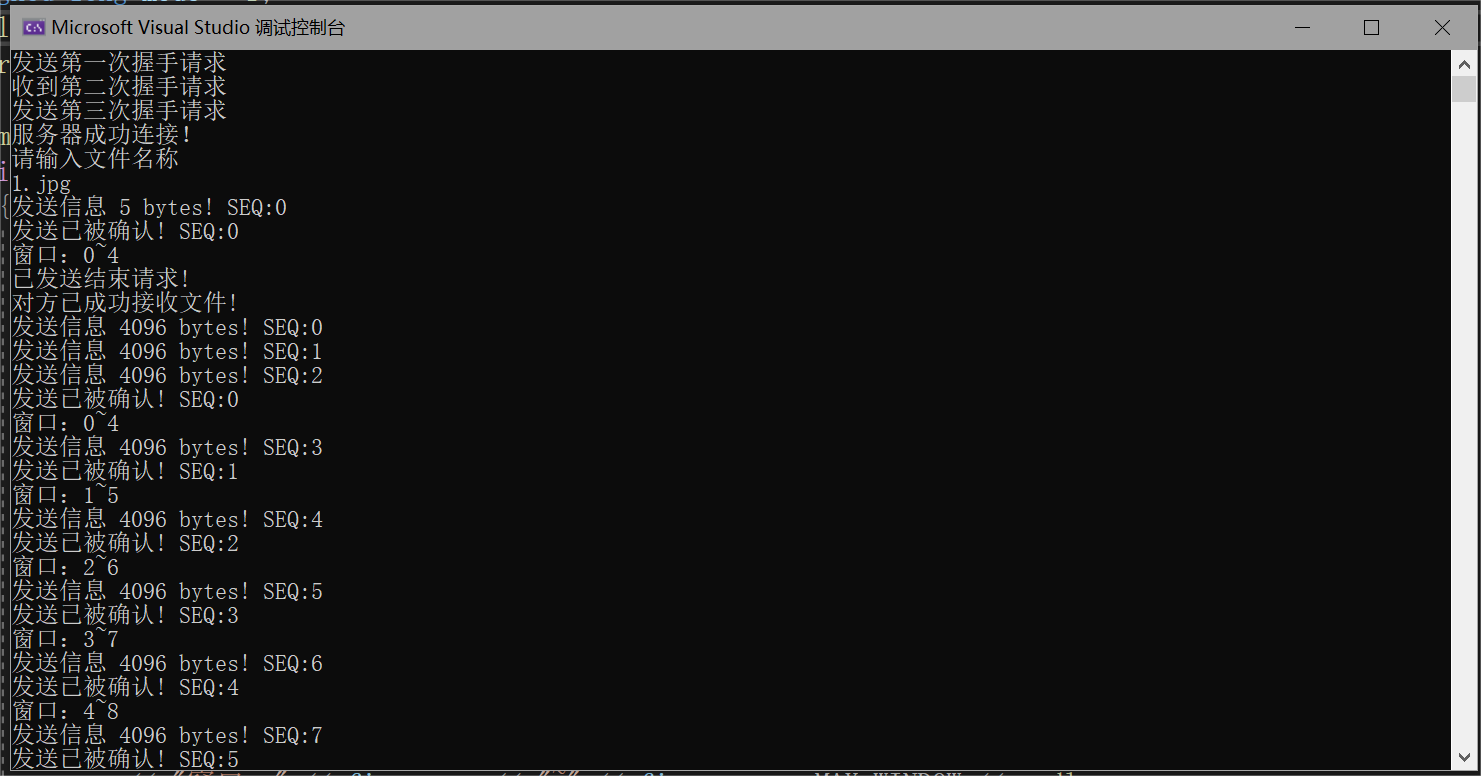 Microsoft Visual Studio 调试控制台
发送第一次握手请求
收到第二次握手请求
发送第三次握手请求
服务器成功连接!
请输入文件名称
1.jpg
发送信息 5 bytes! SEQ:0
发送已被确认! SEQ:0
窗口: 0~4
已发送结束请求!
对方已成功接收文件!
发送信息 4096 bytes! SEQ:0
发送信息 4096 bytes! SEQ:1
发送信息 4096 bytes! SEQ:2
发送已被确认! SEQ:0
窗口: 0~4
发送信息 4096 bytes! SEQ:3
发送已被确认! SEQ:1
窗口: 1~5
发送信息 4096 bytes! SEQ:4
发送已被确认! SEQ:2
窗口: 2~6
发送信息 4096 bytes! SEQ:5
发送已被确认! SEQ:3
窗口: 3~7
发送信息 4096 bytes! SEQ:6
发送已被确认! SEQ:4
窗口: 4~8
发送信息 4096 bytes! SEQ:7
发送已被确认! SEQ:5